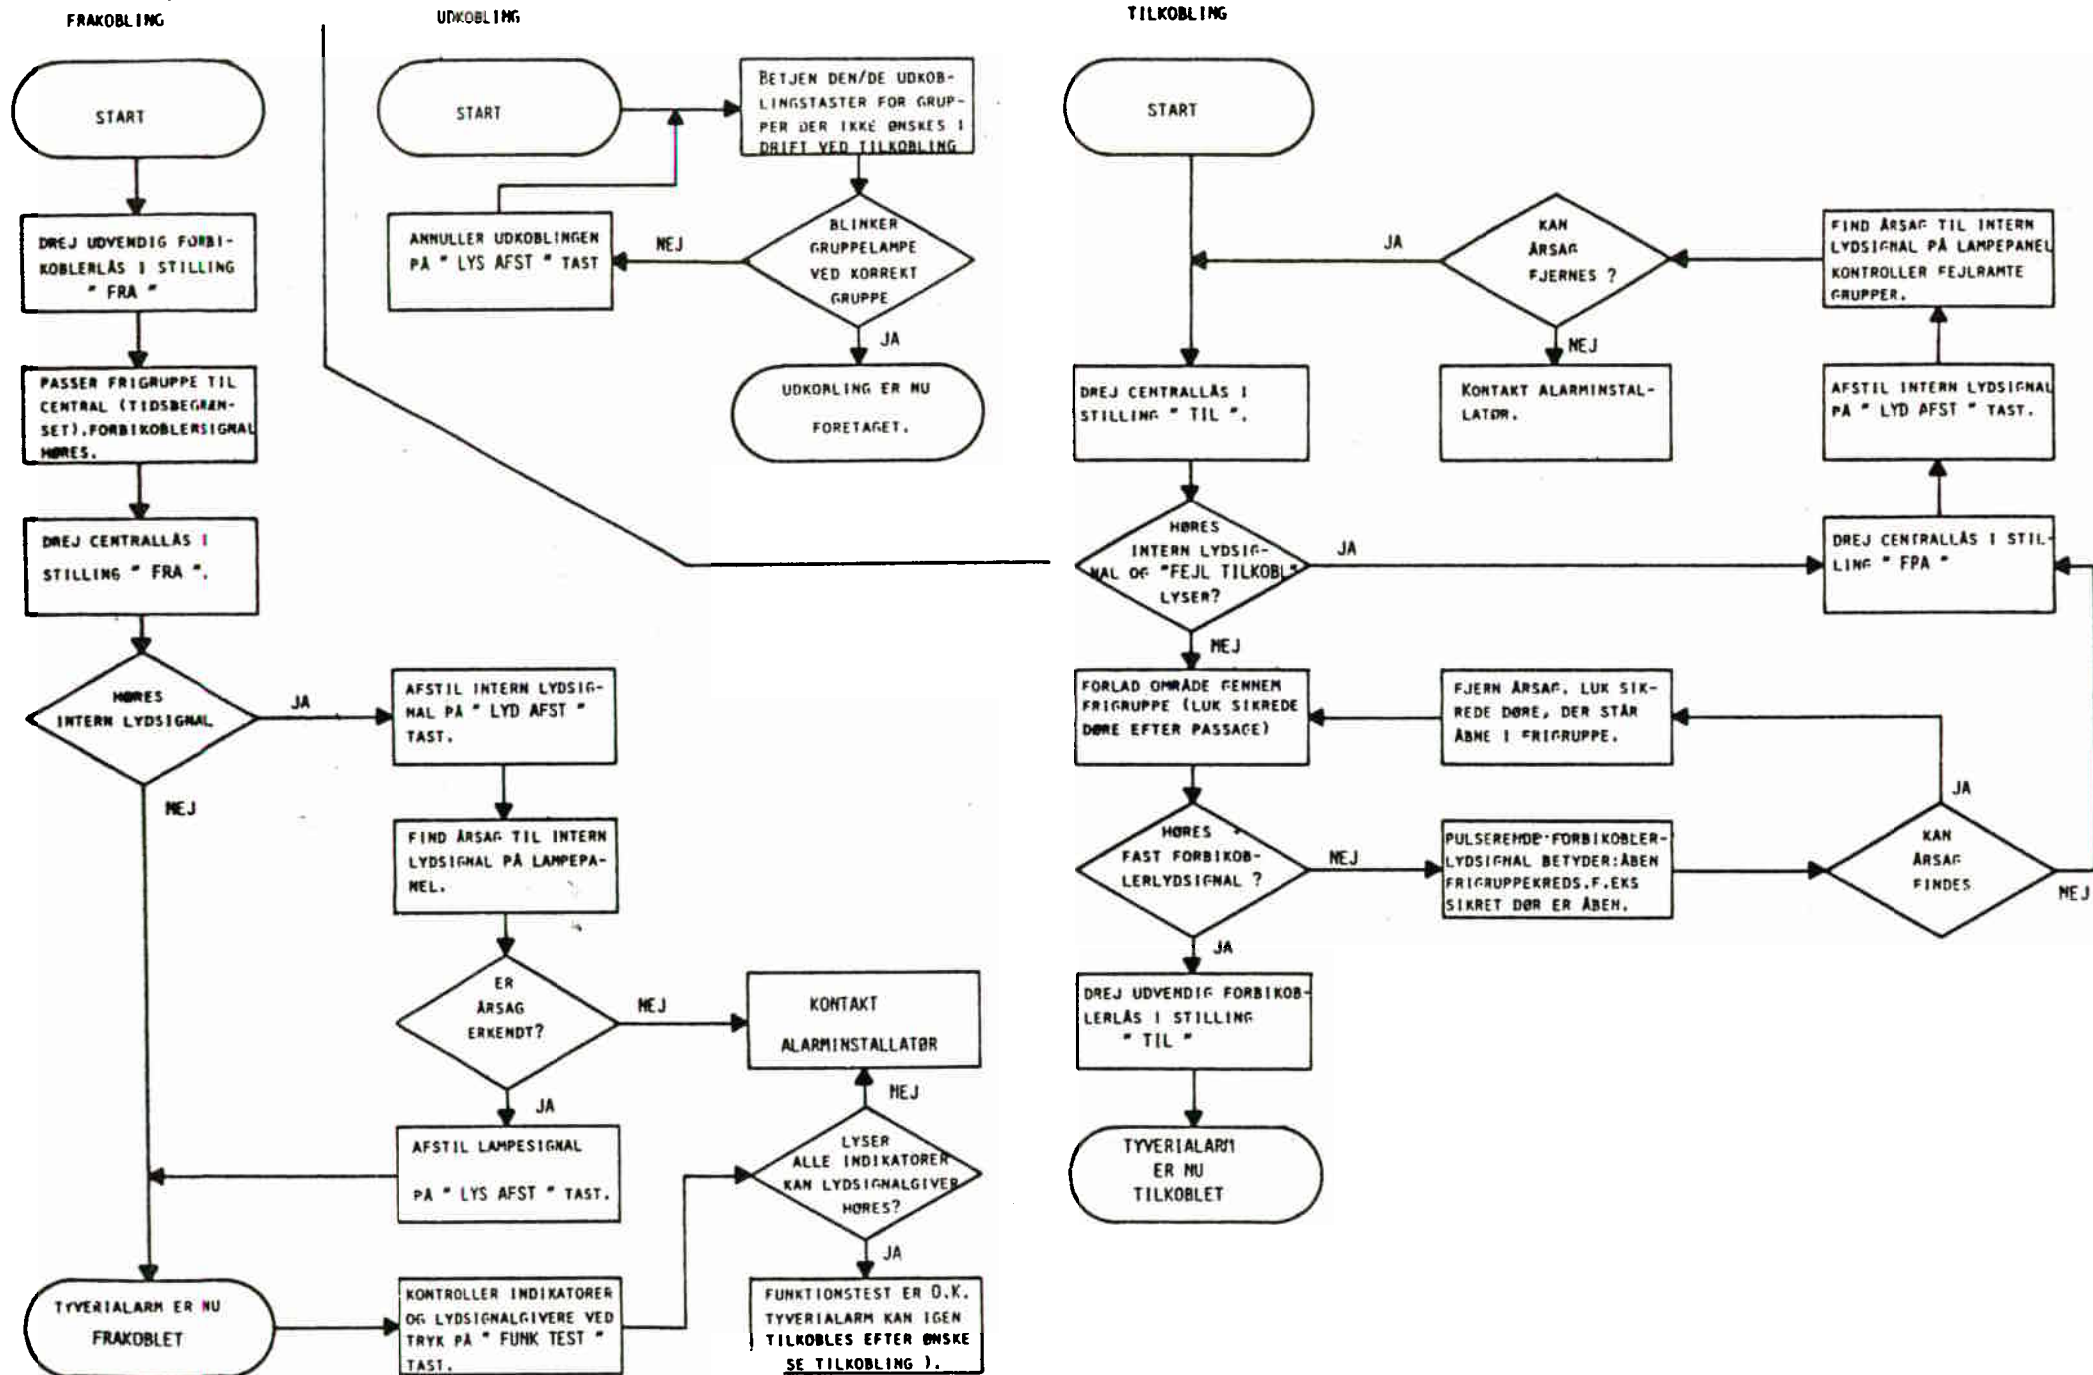 FRAKOBLING
START
DREJ UDVENDIG FORBI-
KOBLERLÅS I STILLING
" FRA "
PASSER FRIGRUPPE TIL
CENTRAL (TIDSBEGRÆN-
SET).FORBIKOBLERSIGNAL
HØRES.
DREJ CENTRALLÅS I
STILLING " FRA ".
HØRES
INTERN LYDSIGNAL
JA
NEJ
AFSTIL INTERN LYDSIG-
NAL PÅ " LYD AFST "
TAST.
FIND ÅRSAG TIL INTERN
LYDSIGNAL PÅ LAMPEPA-
NEL.
ER
ÅRSAG
ERKENDT?
NEJ
JA
KONTAKT
ALARMINSTALLATØR
AFSTIL LAMPESIGNAL
PÅ " LYS AFST " TAST.
TYVERIALARM ER NU
FRAKOBLET
KONTROLLER INDIKATORER
OG LYDSIGNALGIVERE VED
TRYK PÅ " FUNK TEST "
TAST.
NEJ
LYSER
ALLE INDIKATORER
KAN LYDSIGNALGIVER
HØRES?
JA
FUNKTIONSTEST ER O.K.
TYVERIALARM KAN IGEN
TILKOBLES EFTER ØNSKE
SE TILKOBLING ).
UDKOBLING
START
BETJEN DEN/DE UDKOB-
LINGSTASTER FOR GRUP-
PER DER IKKE ØNSKES I
DRIFT VED TILKOBLING
BLINKER
GRUPPELAMPE
VED KORREKT
GRUPPE
NEJ
ANNULLER UDKOBLINGEN
PÅ " LYS AFST " TAST
JA
UDKOBLING ER NU
FORETAGET.
TILKOBLING
START
DREJ CENTRALLÅS I
STILLING " TIL ".
HØRES
INTERN LYDSIG-
NAL OG "FEJL TILKOBL"
LYSER?
JA
DREJ CENTRALLÅS I STIL-
LING " FPA "
AFSTIL INTERN LYDSIGNAL
PÅ " LYD AFST " TAST.
FIND ÅRSAG TIL INTERN
LYDSIGNAL PÅ LAMPEPANEL
KONTROLLER FEJLRAMTE
GRUPPER.
KAN
ÅRSAG
FJERNES ?
JA
NEJ
KONTAKT ALARMINSTAL-
LATØR.
NEJ
FORLAD OMRÅDE GENNEM
FRIGRUPPE (LUK SIKREDE
DØRE EFTER PASSAGE)
HØRES
FAST FORBIKOB-
LERLYDSIGNAL ?
NEJ
PULSERENDE FORBIKOBLER-
LYDSIGNAL BETYDER:ÅBEN
FRIGRUPPEKREDS.F.EKS
SIKRET DØR ER ÅBEN.
KAN
ÅRSAG
FINDES
JA
NEJ
FJERN ÅRSAG. LUK SIK-
REDE DØRE, DER STÅR
ÅBNE I FRIGRUPPE.
JA
DREJ UDVENDIG FORBIKOB-
LERLÅS I STILLING
" TIL "
TYVERIALARM
ER NU
TILKOBLET